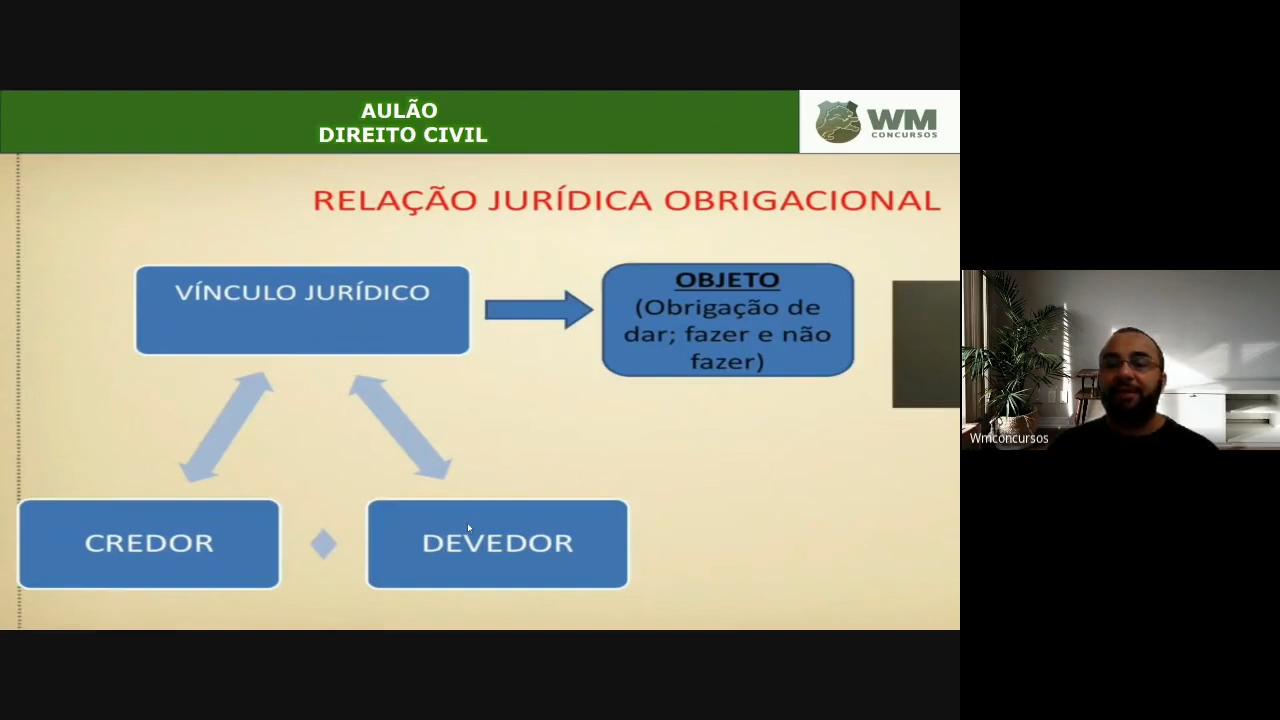 AULÃO
DIREITO CIVIL
WM
CONCURSOS
RELAÇÃO JURÍDICA OBRIGACIONAL
VÍNCULO JURÍDICO
OBJETO
(Obrigação de
dar; fazer e não
fazer)
CREDOR
DEVEDOR
Wmconcursos